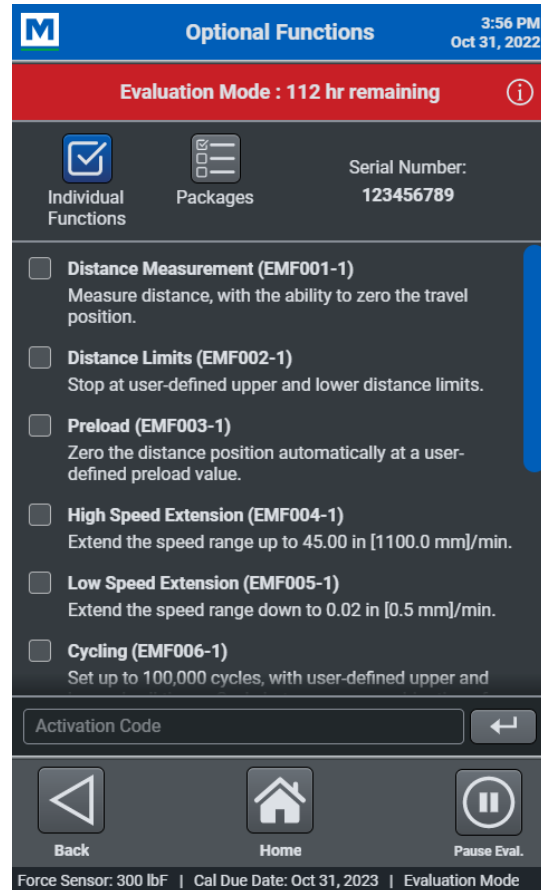 M
Optional Functions
3:56 PM
Oct 31, 2022
Evaluation Mode : 112 hr remaining
i
Individual
Functions
Packages
Serial Number:
123456789
Distance Measurement (EMF001-1)
Measure distance, with the ability to zero the travel
position.
Distance Limits (EMF002-1)
Stop at user-defined upper and lower distance limits.
Preload (EMF003-1)
Zero the distance position automatically at a user-
defined preload value.
High Speed Extension (EMF004-1)
Extend the speed range up to 45.00 in [1100.0 mm]/min.
Low Speed Extension (EMF005-1)
Extend the speed range down to 0.02 in [0.5 mm]/min.
Cycling (EMF006-1)
Set up to 100,000 cycles, with user-defined upper and
Activation Code
Back
Home
Pause Eval.
Force Sensor: 300 lbF | Cal Due Date: Oct 31, 2023 | Evaluation Mode